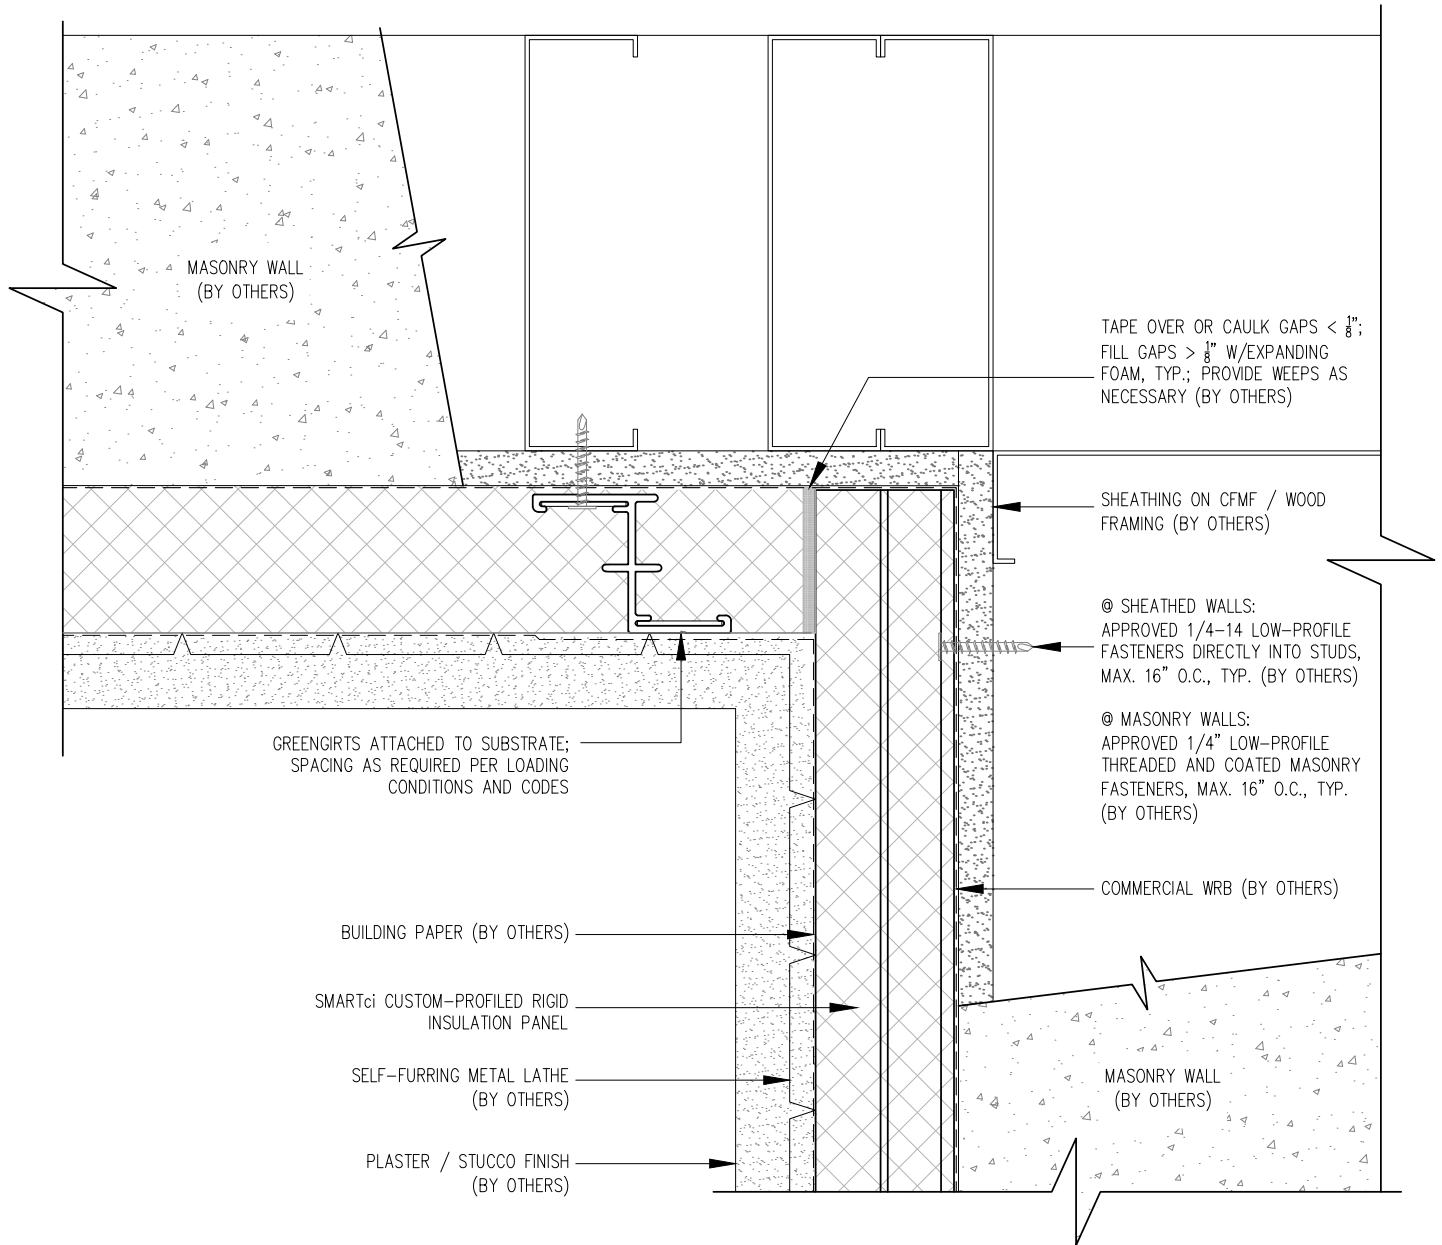 MASONRY WALL
(BY OTHERS)
TAPE OVER OR CAULK GAPS < 1/8";
FILL GAPS > 1/8" W/EXPANDING
FOAM, TYP.; PROVIDE WEEPS AS
NECESSARY (BY OTHERS)
SHEATHING ON CFMF / WOOD
FRAMING (BY OTHERS)
@ SHEATHED WALLS:
APPROVED 1/4-14 LOW-PROFILE
FASTENERS DIRECTLY INTO STUDS,
MAX. 16" O.C., TYP. (BY OTHERS)
@ MASONRY WALLS:
APPROVED 1/4" LOW-PROFILE
THREADED AND COATED MASONRY
FASTENERS, MAX. 16" O.C., TYP.
(BY OTHERS)
GREENGIRTS ATTACHED TO SUBSTRATE;
SPACING AS REQUIRED PER LOADING
CONDITIONS AND CODES
COMMERCIAL WRB (BY OTHERS)
BUILDING PAPER (BY OTHERS)
SMARTci CUSTOM-PROFILED RIGID
INSULATION PANEL
SELF-FURRING METAL LATHE
(BY OTHERS)
MASONRY WALL
(BY OTHERS)
PLASTER / STUCCO FINISH
(BY OTHERS)